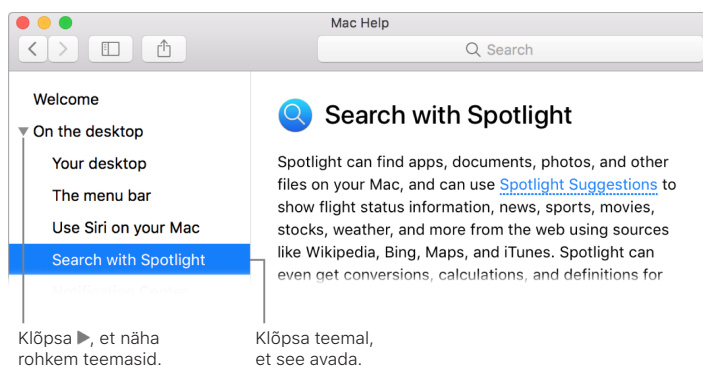 Mac Help
Search
Welcome
On the desktop
Your desktop
The menu bar
Use Siri on your Mac
Search with Spotlight
Search with Spotlight
Spotlight can find apps, documents, photos, and other
files on your Mac, and can use Spotlight Suggestions to
show flight status information, news, sports, movies,
stocks, weather, and more from the web using sources
like Wikipedia, Bing, Maps, and iTunes. Spotlight can
even get conversions, calculations, and definitions for
Klõpsa ▶, et näha
rohkem teemasid.
Klõpsa teemal,
et see avada.